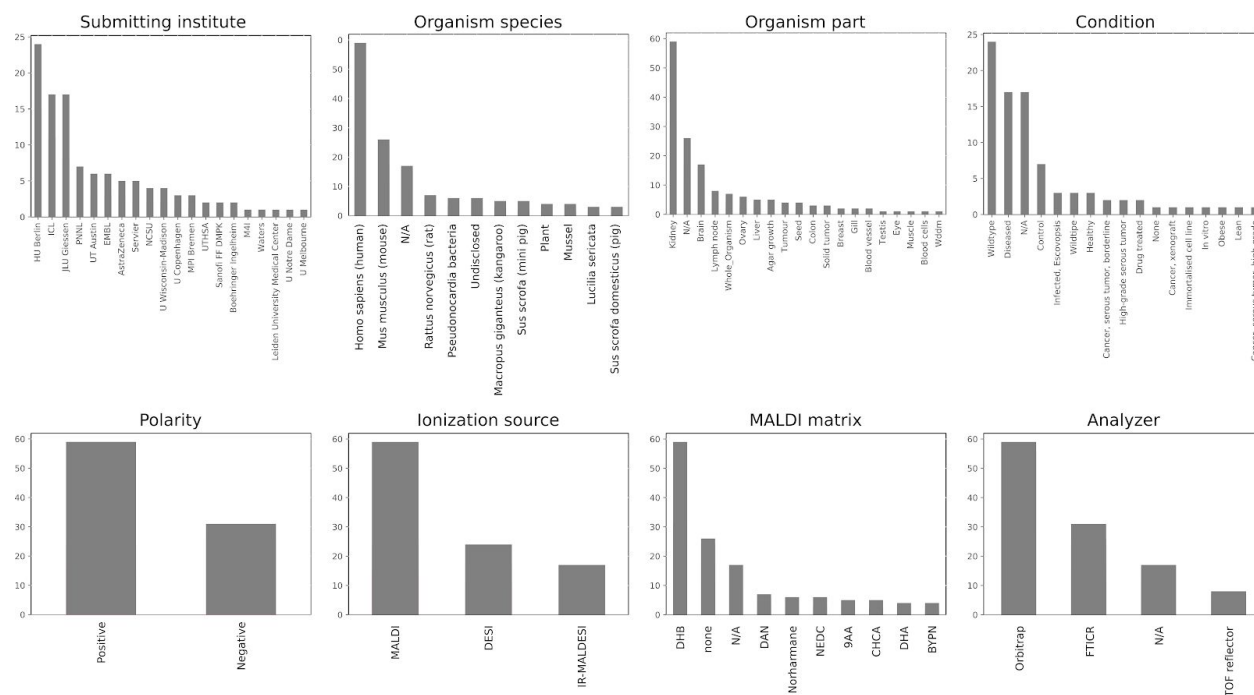 Submitting institute
25
20
15
10
5
0
HU Berlin
ICL
JLU Giessen
PNNL
UT Austin
EMBL
AstraZeneca
Servier
NCSU
U Wisconsin-Madison
U Copenhagen
MPI Bremen
UTHSA
Sanofi FF DMPK
Boehringer Ingelheim
M4I
Waters
Leiden University Medical Center
U Notre Dame
U Melbourne
Organism species
0
50
40
30
20
10
0
Homo sapiens (human)
Mus musculus (mouse)
N/A
Rattus norvegicus (rat)
Pseudonocardia bacteria
Undisclosed
Macropus giganteus (kangaroo)
Sus scrofa (mini pig)
Plant
Mussel
Lucilia sericata
Sus scrofa domesticus (pig)
Organism part
60
50
40
30
20
10
0
Kidney
N/A
Brain
Lymph node
Whole_Organism
Ovary
Liver
Agar growth
Tumour
Seed
Colon
Solid tumor
Breast
Gill
Blood vessel
Testis
Eye
Muscle
Blood cells
Condition
25
20
15
10
5
0
Wildtype
Diseased
N/A
Control
Infected, Escovopsis
Healthy
Cancer, serous tumor, borderline
High-grade serous tumor
Drug treated
None
Cancer, xenograft
Immortalised cell line
In vitro
Obese
Lean
Polarity
60
50
40
30
20
10
0
Positive
Negative
Ionization source
60
50
40
30
20
10
0
MALDI
DESI
IR-MALDESI
MALDI matrix
60
50
40
30
20
10
0
DHB
none
N/A
DAN
Norharmane
NEDC
9AA
CHCA
DHA
BYPN
Analyzer
60
50
40
30
20
10
0
Orbitrap
FTICR
N/A
TOF reflector